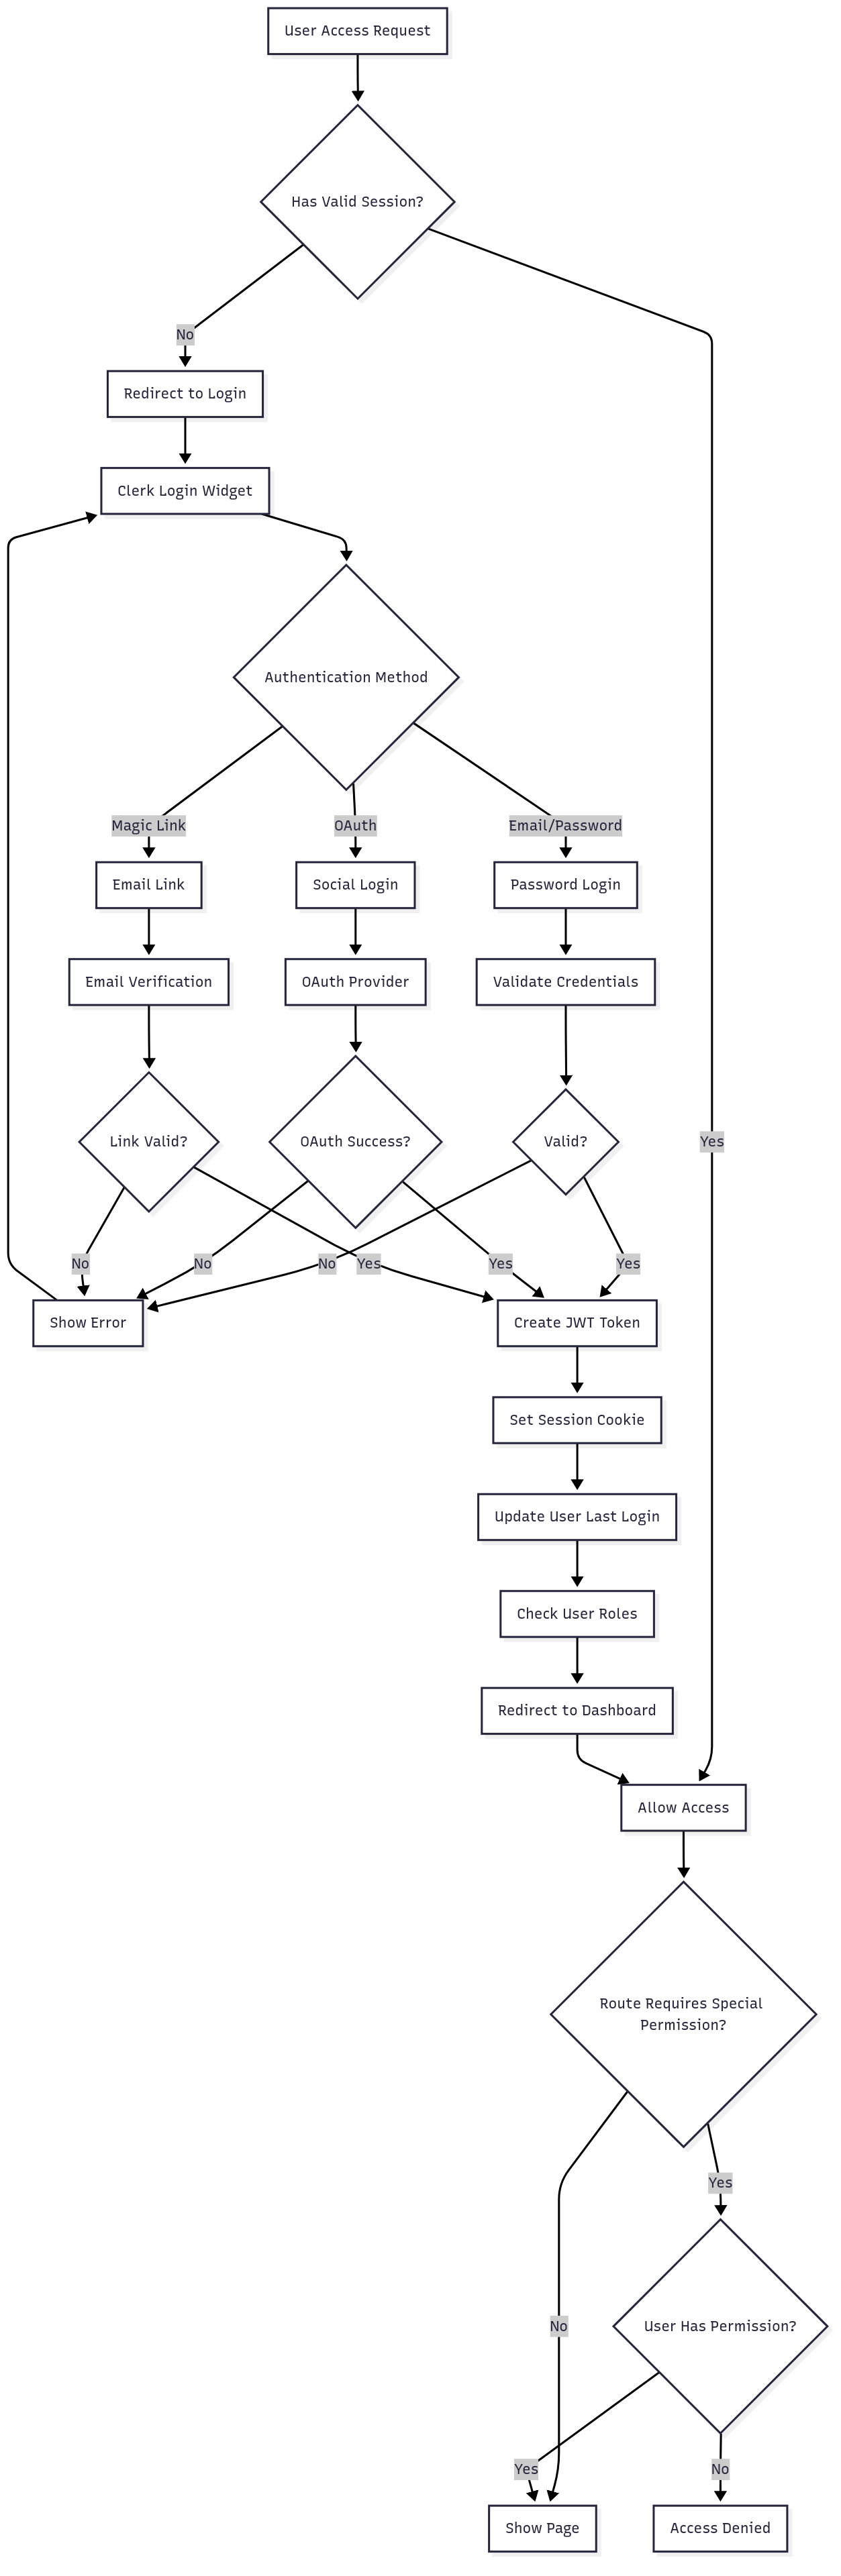 User Access Request
Has Valid Session?
No
Redirect to Login
Clerk Login Widget
Authentication Method
Magic Link
OAuth
Email/Password
Email Link
Social Login
Password Login
Email Verification
OAuth Provider
Validate Credentials
Link Valid?
OAuth Success?
Valid?
Yes
No
No
No
Yes
Yes
Yes
Show Error
Create JWT Token
Set Session Cookie
Update User Last Login
Check User Roles
Redirect to Dashboard
Allow Access
Route Requires Special
Permission?
Yes
No
User Has Permission?
Yes
No
Show Page
Access Denied